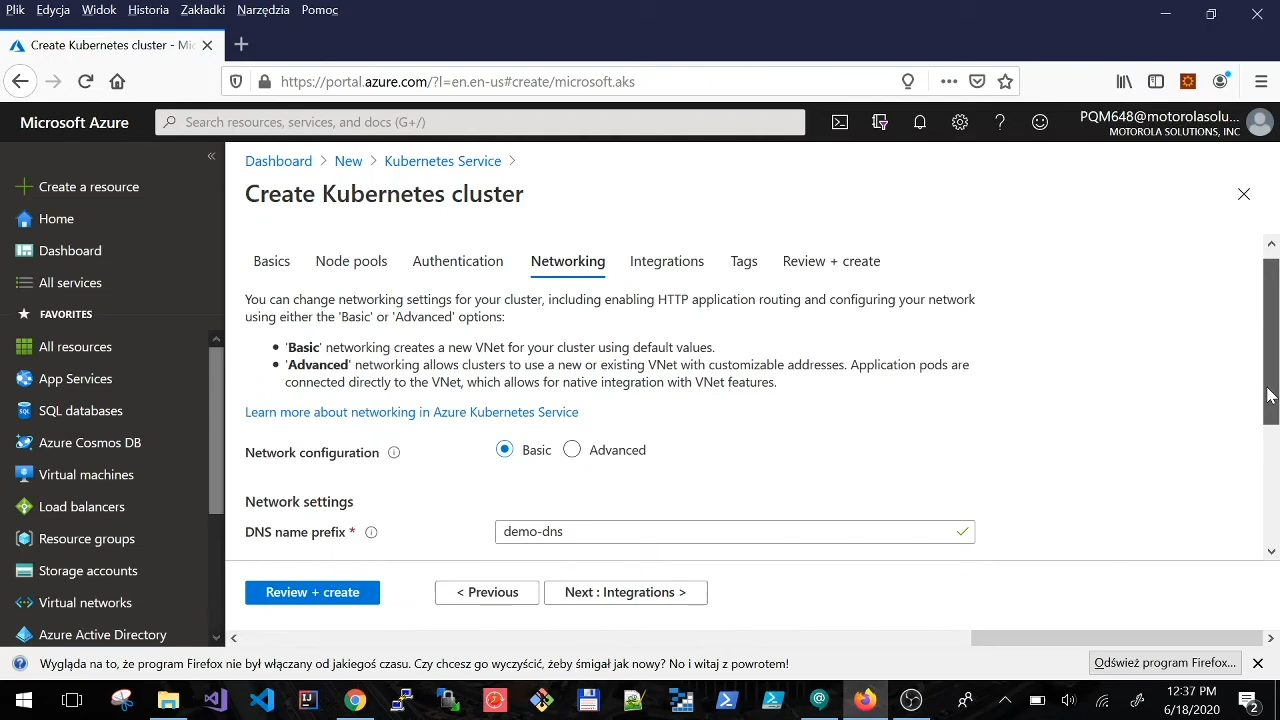 Plik Edycja Widok Historia Zakładki Narzędzia Pomoc
Create Kubernetes cluster - Mic
https://portal.azure.com/?l=en.en-us#create/microsoft.aks
Microsoft Azure
Search resources, services, and docs (G+/)
PQM648@motorolasolu...
MOTOROLA SOLUTIONS, INC
Create a resource
Home
Dashboard
All services
FAVORITES
All resources
App Services
SQL databases
Azure Cosmos DB
Virtual machines
Load balancers
Resource groups
Storage accounts
Virtual networks
Azure Active Directory
Dashboard > New > Kubernetes Service >
Create Kubernetes cluster
Basics Node pools Authentication Networking Integrations Tags Review + create
You can change networking settings for your cluster, including enabling HTTP application routing and configuring your network
using either the 'Basic' or 'Advanced' options:
• 'Basic' networking creates a new VNet for your cluster using default values.
• 'Advanced' networking allows clusters to use a new or existing VNet with customizable addresses. Application pods are
connected directly to the VNet, which allows for native integration with VNet features.
Learn more about networking in Azure Kubernetes Service
Network configuration Basic Advanced
Network settings
DNS name prefix * demo-dns
Review + create < Previous Next : Integrations >
Wygląda na to, że program Firefox nie był włączany od jakiegoś czasu. Czy chcesz go wyczyścić, żeby śmigał jak nowy? No i witaj z powrotem!
Odśwież program Firefox...
12:37 PM
6/18/2020
2